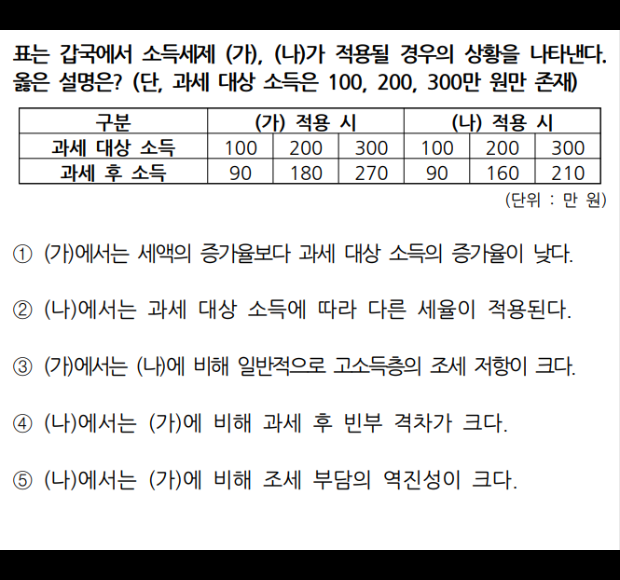 표는 갑국에서 소득세제 (가), (나)가 적용될 경우의 상황을 나타낸다.
옳은 설명은? (단, 과세 대상 소득은 100, 200, 300만 원만 존재)
구분 (가) 적용 시 (나) 적용 시
과세 대상 소득 100 200 300 100 200 300
과세 후 소득 90 180 270 90 160 210
(단위 : 만 원)
① (가)에서는 세액의 증가율보다 과세 대상 소득의 증가율이 낮다.
② (나)에서는 과세 대상 소득에 따라 다른 세율이 적용된다.
③ (가)에서는 (나)에 비해 일반적으로 고소득층의 조세 저항이 크다.
④ (나)에서는 (가)에 비해 과세 후 빈부 격차가 크다.
⑤ (나)에서는 (가)에 비해 조세 부담의 역진성이 크다.